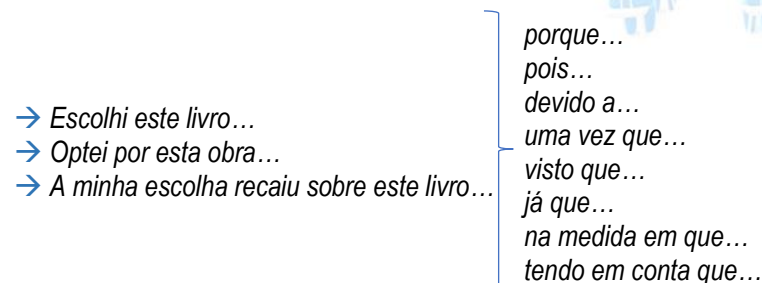 → Escolhi este livro…
→ Optei por esta obra…
→ A minha escolha recaiu sobre este livro…
porque…
pois…
devido a…
uma vez que…
visto que…
já que…
na medida em que…
tendo em conta que…